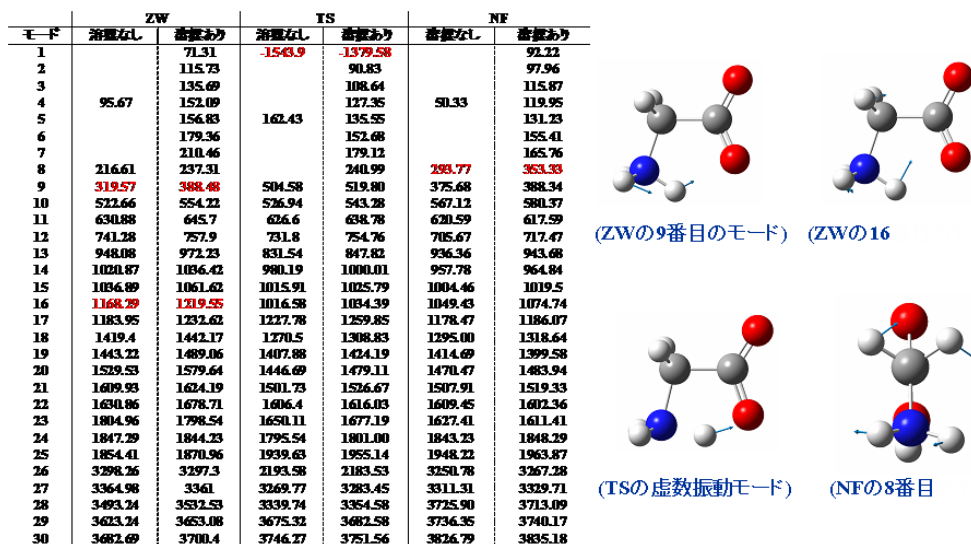 ZW TS NF
モード 溶媒なし 溶媒あり 溶媒なし 溶媒あり 溶媒なし 溶媒あり
1 71.31 -1543.9 -1379.58 92.22
2 115.73 90.83 97.96
3 135.69 108.64 115.87
4 95.67 152.09 127.35 50.33 119.95
5 156.83 162.43 135.55 131.23
6 179.36 152.68 155.41
7 210.46 179.12 165.76
8 216.61 237.31 240.99 293.77 353.33
9 319.57 388.48 504.58 519.80 375.68 388.34
10 522.66 554.22 526.94 543.28 567.12 580.37
11 630.88 645.7 626.6 638.78 620.59 617.59
12 741.28 757.9 731.8 754.76 705.67 717.47
13 948.08 972.23 831.54 847.82 936.36 943.68
14 1020.87 1036.42 980.19 1000.01 957.78 964.84
15 1036.89 1061.62 1015.91 1025.79 1004.46 1019.5
16 1168.29 1219.55 1016.58 1034.39 1049.43 1074.74
17 1183.95 1232.62 1227.78 1259.85 1178.47 1186.07
18 1419.4 1442.17 1270.5 1308.83 1295.00 1318.64
19 1443.22 1489.06 1407.88 1424.19 1414.69 1399.58
20 1529.53 1579.64 1446.69 1479.11 1470.47 1483.94
21 1609.93 1624.19 1501.73 1526.67 1507.91 1519.33
22 1630.86 1678.71 1606.4 1616.03 1609.45 1602.36
23 1804.96 1798.54 1650.11 1677.19 1627.41 1611.41
24 1847.29 1844.23 1795.54 1801.00 1843.23 1848.29
25 1854.41 1870.96 1939.63 1955.14 1948.22 1963.87
26 3298.26 3297.3 2193.58 2183.53 3250.78 3267.28
27 3364.98 3361 3269.77 3283.45 3311.31 3329.71
28 3493.24 3532.53 3339.74 3354.58 3725.90 3713.09
29 3623.24 3653.08 3675.32 3682.58 3736.35 3740.17
30 3682.69 3700.4 3746.27 3751.56 3826.79 3835.18
(ZWの9番目のモード) (ZWの16
(TSの虚数振動モード) (NFの8番目